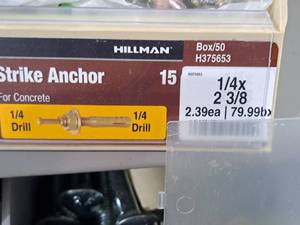 HILLMAN
Box/50
H375653
Strike Anchor
15
For Concrete
1/4
Drill
1/4
Drill
H375653
1/4x
2 3/8
2.39ea | 79.99bx